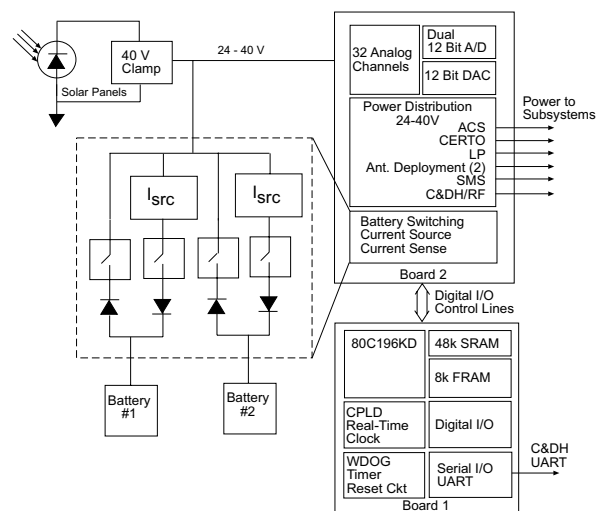 40 V
Clamp
Solar Panels
24 - 40 V
32 Analog
Channels
Dual
12 Bit A/D
12 Bit DAC
Power Distribution
24-40V
ACS
CERTO
LP
Ant. Deployment (2)
SMS
C&DH/RF
Power to
Subsystems
Battery Switching
Current Source
Current Sense
Board 2
Isrc
Isrc
Battery
#1
Battery
#2
Digital I/O
Control Lines
80C196KD
48k SRAM
8k FRAM
CPLD
Real-Time
Clock
Digital I/O
WDOG
Timer
Reset Ckt
Serial I/O
UART
C&DH
UART
Board 1